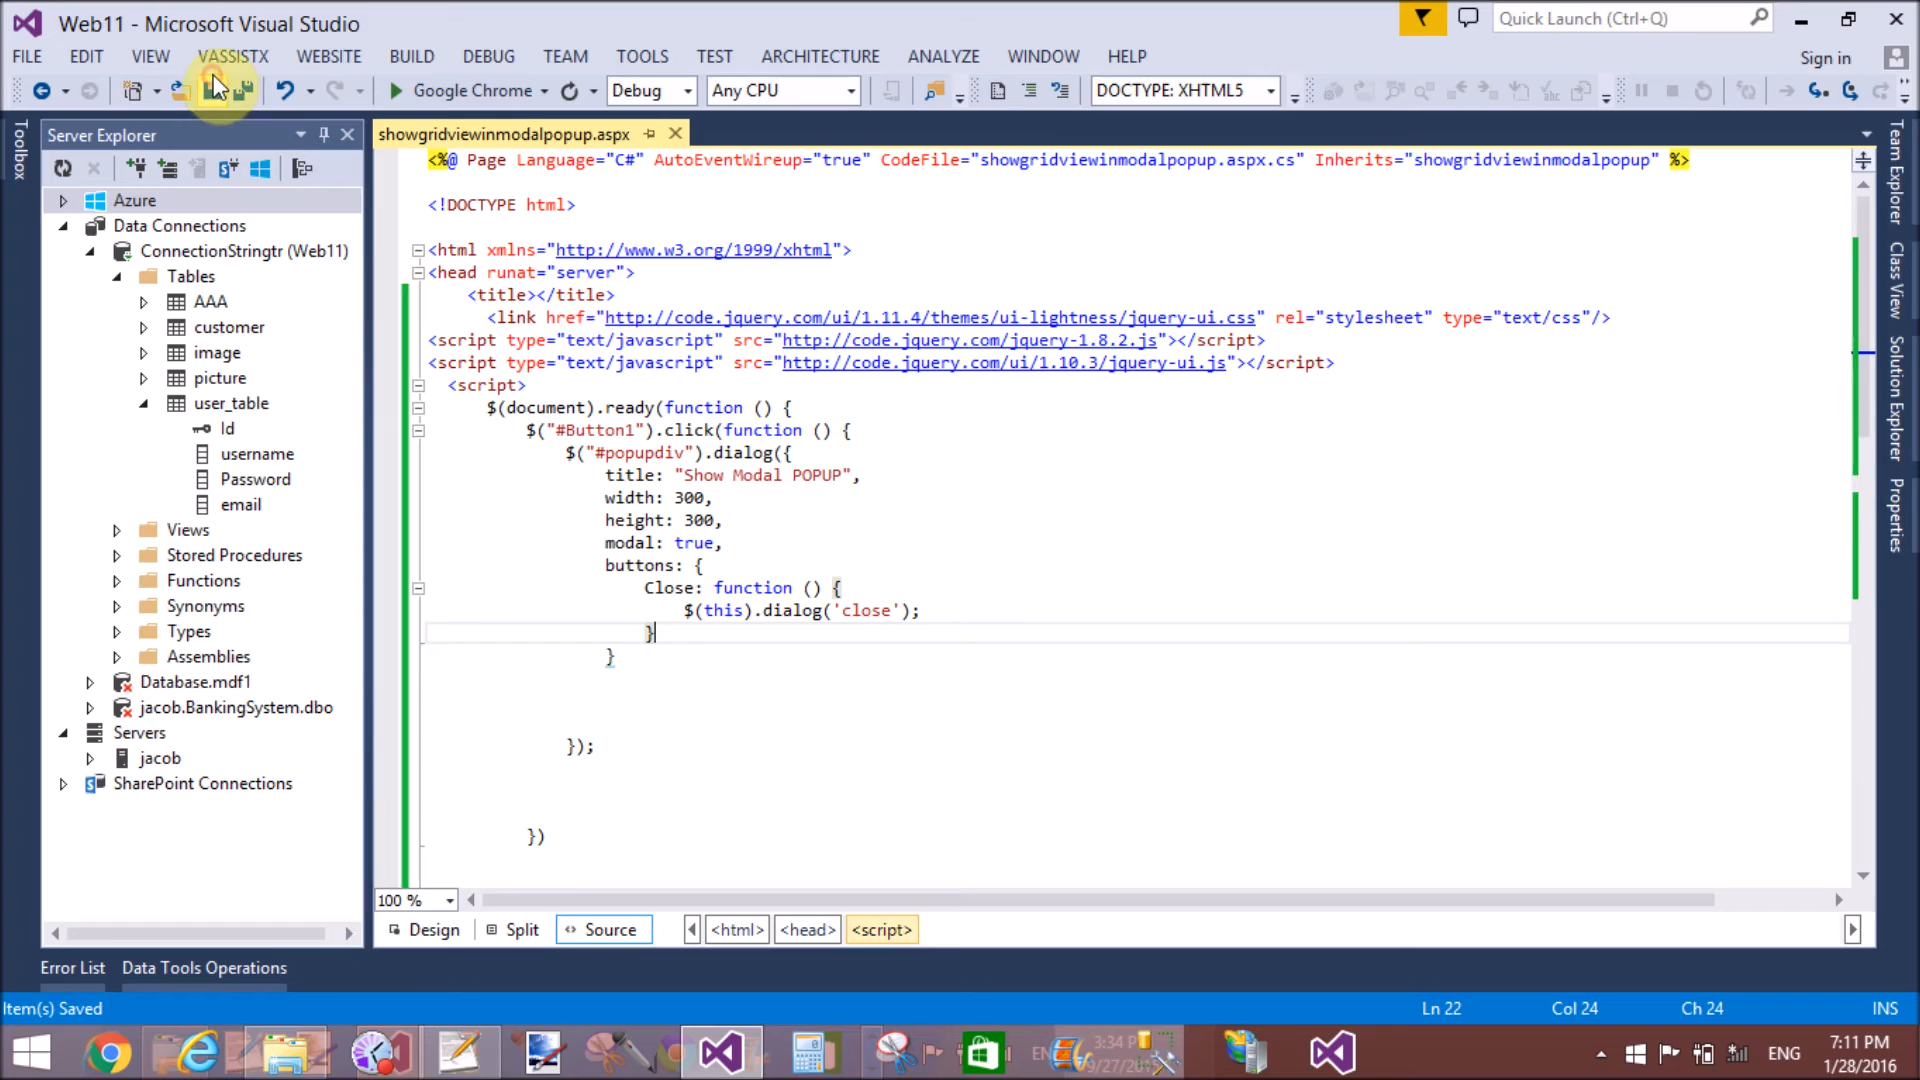 Web11 - Microsoft Visual Studio
Quick Launch (Ctrl+Q)
FILE EDIT VIEW VASSISTX WEBSITE BUILD DEBUG TEAM TOOLS TEST ARCHITECTURE ANALYZE WINDOW HELP
Sign in
Google Chrome Debug Any CPU DOCTYPE: XHTML5
Toolbox
Server Explorer
Azure
Data Connections
ConnectionStringtr (Web11)
Tables
AAA
customer
image
picture
user_table
Id
username
Password
email
Views
Stored Procedures
Functions
Synonyms
Types
Assemblies
Database.mdf1
jacob.BankingSystem.dbo
Servers
jacob
SharePoint Connections
showgridviewinmodalpopup.aspx
<%@ Page Language="C#" AutoEventWireup="true" CodeFile="showgridviewinmodalpopup.aspx.cs" Inherits="showgridviewinmodalpopup" %>
<!DOCTYPE html>
<html xmlns="http://www.w3.org/1999/xhtml">
<head runat="server">
<title></title>
<link href="http://code.jquery.com/ui/1.11.4/themes/ui-lightness/jquery-ui.css" rel="stylesheet" type="text/css"/>
<script type="text/javascript" src="http://code.jquery.com/jquery-1.8.2.js"></script>
<script type="text/javascript" src="http://code.jquery.com/ui/1.10.3/jquery-ui.js"></script>
<script>
$(document).ready(function () {
$("#Button1").click(function () {
$("#popupdiv").dialog({
title: "Show Modal POPUP",
width: 300,
height: 300,
modal: true,
buttons: {
Close: function () {
$(this).dialog('close');
}
}
});
})
100 %
Design Split Source <html> <head> <script>
Team Explorer
Class View
Solution Explorer
Properties
Error List Data Tools Operations
Item(s) Saved
Ln 22 Col 24 Ch 24 INS
3:34 PM
ENG
7:11 PM
1/28/2016